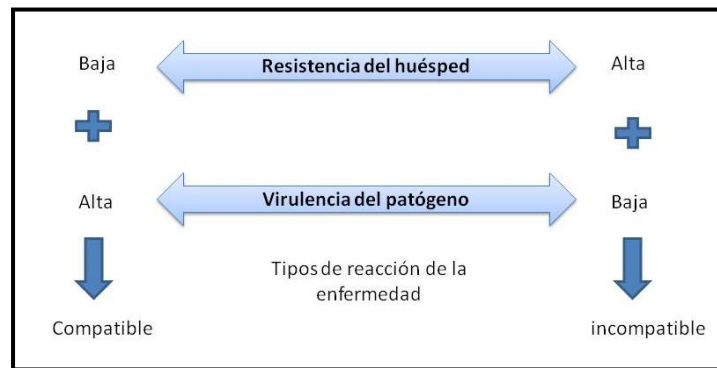 Baja
Resistencia del huésped
Alta
Alta
Virulencia del patógeno
Baja
Tipos de reacción de la
enfermedad
Compatible
incompatible